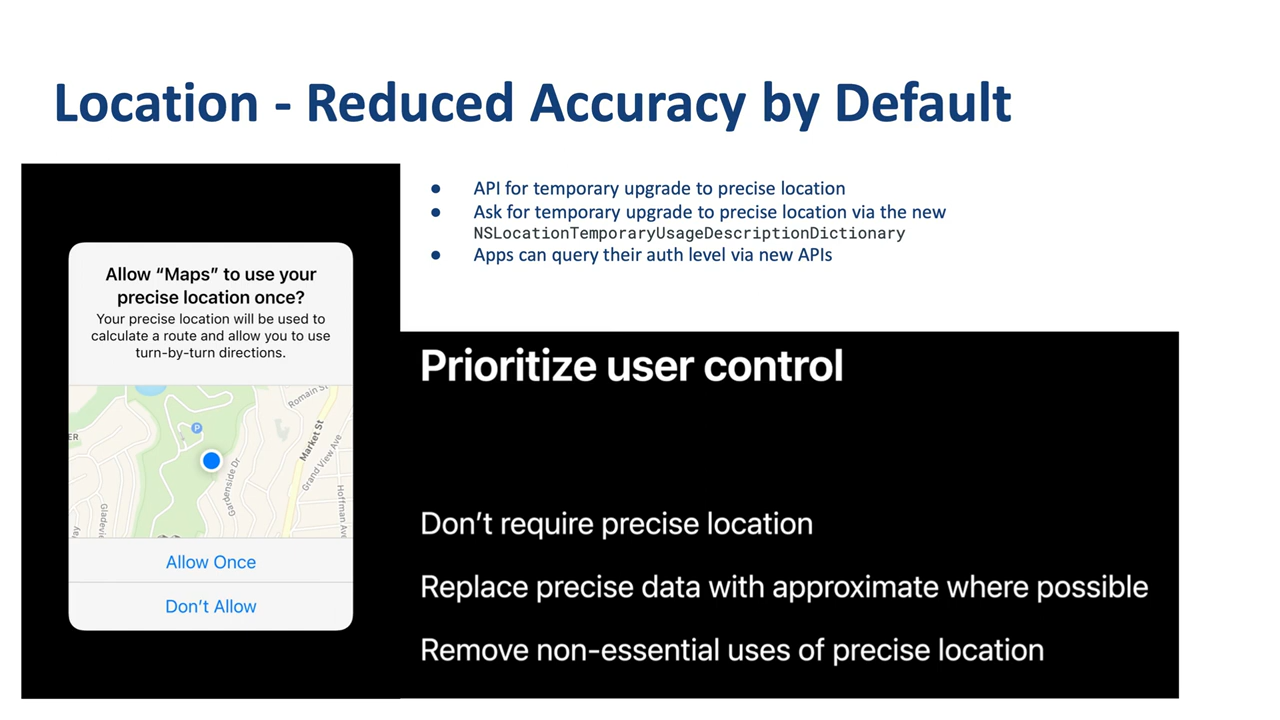 Location - Reduced Accuracy by Default
● API for temporary upgrade to precise location
● Ask for temporary upgrade to precise location via the new
NSLocationTemporaryUsageDescriptionDictionary
● Apps can query their auth level via new APIs
Allow “Maps” to use your
precise location once?
Your precise location will be used to
calculate a route and allow you to use
turn-by-turn directions.
Romain St
P
ER
Market St
Grand View Ave
Gardenside Dr
Hoffman Av
Allow Once
Don’t Allow
Prioritize user control
Don’t require precise location
Replace precise data with approximate where possible
Remove non-essential uses of precise location